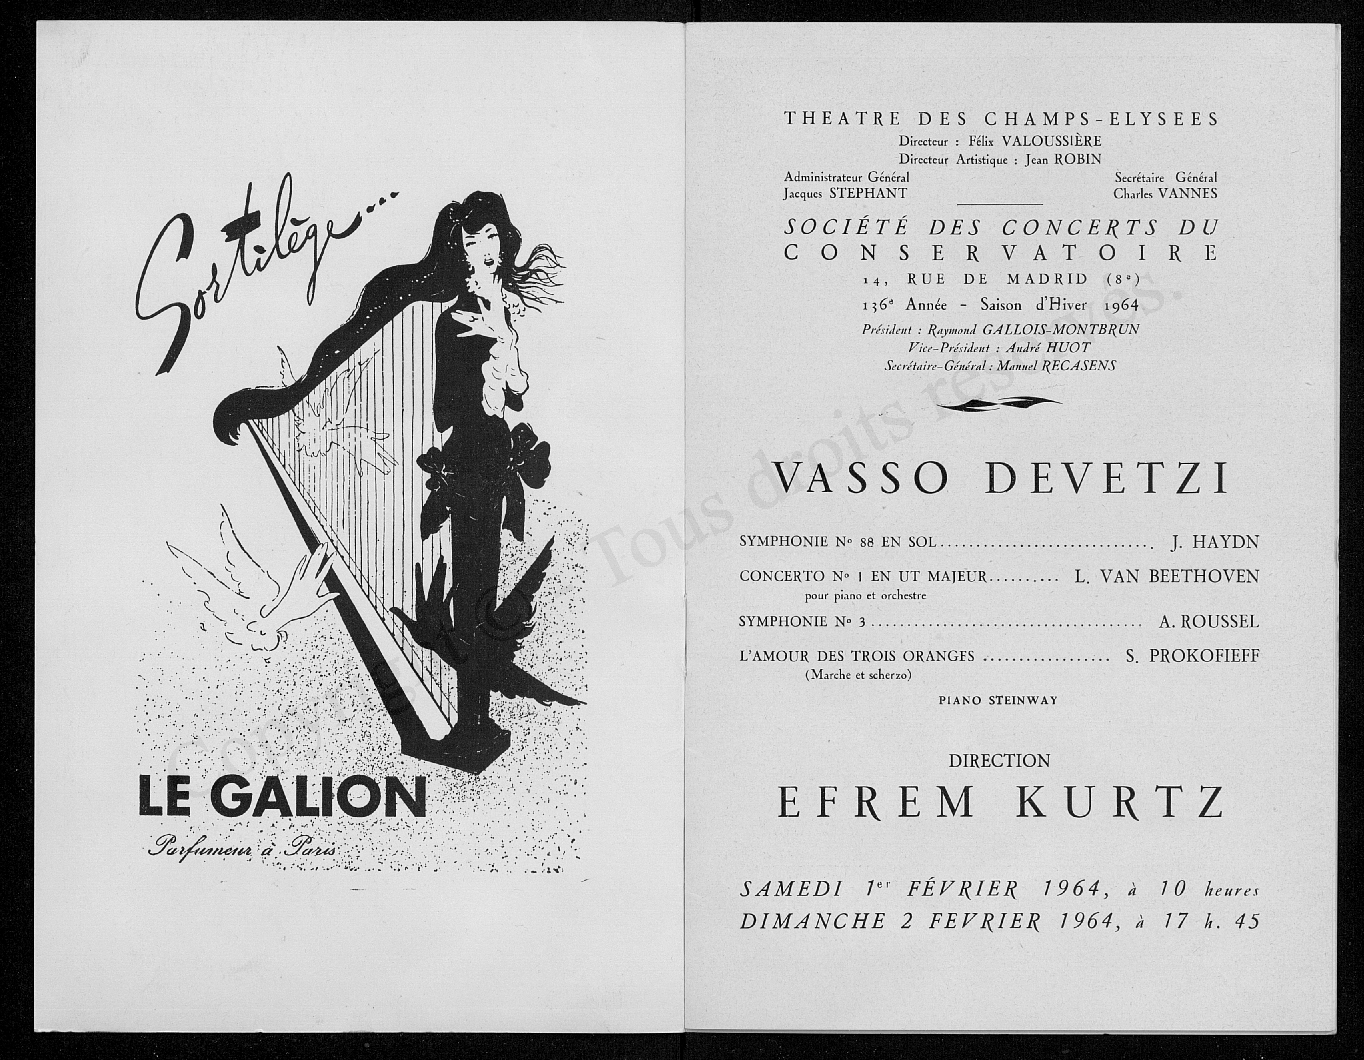 Sortilège...
LE GALION
Parfumeur à Paris
THEATRE DES CHAMPS-ELYSEES
Directeur : Félix VALOUSSIÈRE
Directeur Artistique : Jean ROBIN
Administrateur Général
Jacques STEPHANT
Secrétaire Général
Charles VANNES
SOCIÉTÉ DES CONCERTS DU
CONSERVATOIRE
14, RUE DE MADRID (8e)
136e Année - Saison d'Hiver 1964
Président : Raymond GALLOIS-MONTBRUN
Vice-Président : André HUOT
Secrétaire-Général : Manuel RECASENS
VASSO DEVETZI
SYMPHONIE No 88 EN SOL.............................. J. HAYDN
CONCERTO No 1 EN UT MAJEUR.......... L. VAN BEETHOVEN
pour piano et orchestre
SYMPHONIE No 3...................................... A. ROUSSEL
L'AMOUR DES TROIS ORANGES .................. S. PROKOFIEFF
(Marche et scherzo)
PIANO STEINWAY
DIRECTION
EFREM KURTZ
SAMEDI 1er FÉVRIER 1964, à 10 heures
DIMANCHE 2 FEVRIER 1964, à 17 h. 45
Copyright © Tous droits réservés.